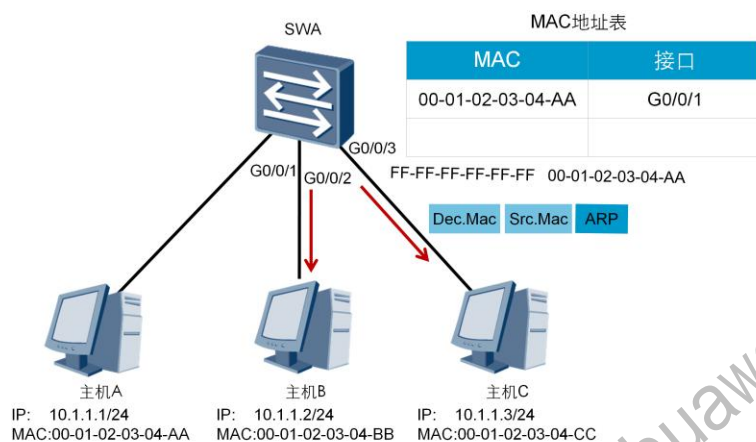 SWA
MAC地址表
MAC 接口
00-01-02-03-04-AA G0/0/1
G0/0/3
G0/0/1 G0/0/2
FF-FF-FF-FF-FF-FF 00-01-02-03-04-AA
Dec.Mac Src.Mac ARP
主机A
IP: 10.1.1.1/24
MAC:00-01-02-03-04-AA
主机B
IP: 10.1.1.2/24
MAC:00-01-02-03-04-BB
主机C
IP: 10.1.1.3/24
MAC:00-01-02-03-04-CC